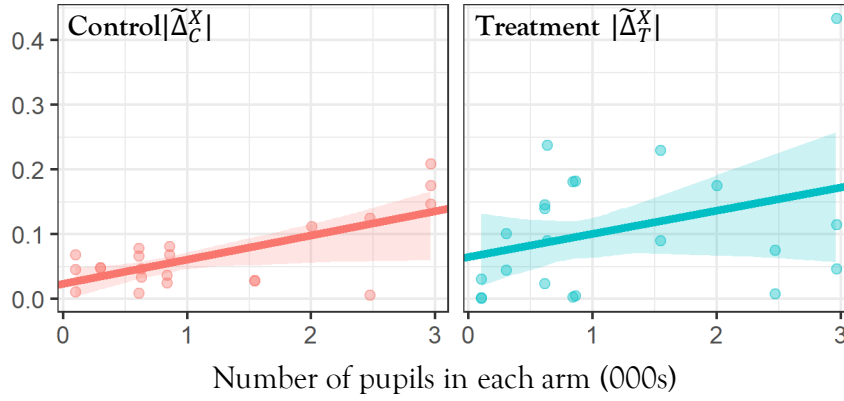 Control|Δ̃_C^X|
Treatment |Δ̃_T^X|
0.4
0.3
0.2
0.1
0.0
0 1 2 3
0 1 2 3
Number of pupils in each arm (000s)